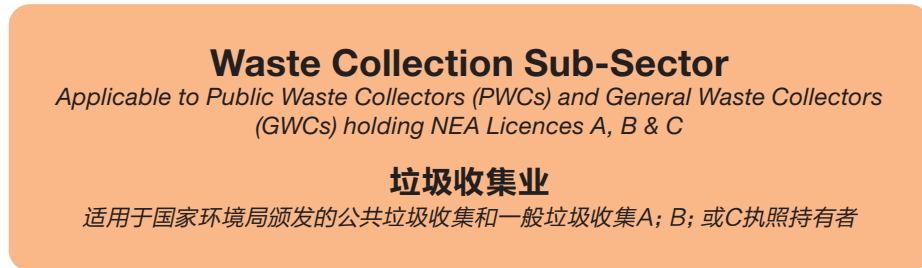 Waste Collection Sub-Sector
Applicable to Public Waste Collectors (PWCs) and General Waste Collectors
(GWCs) holding NEA Licences A, B & C
垃圾收集业
适用于国家环境局颁发的公共垃圾收集和一般垃圾收集A; B; 或C执照持有者